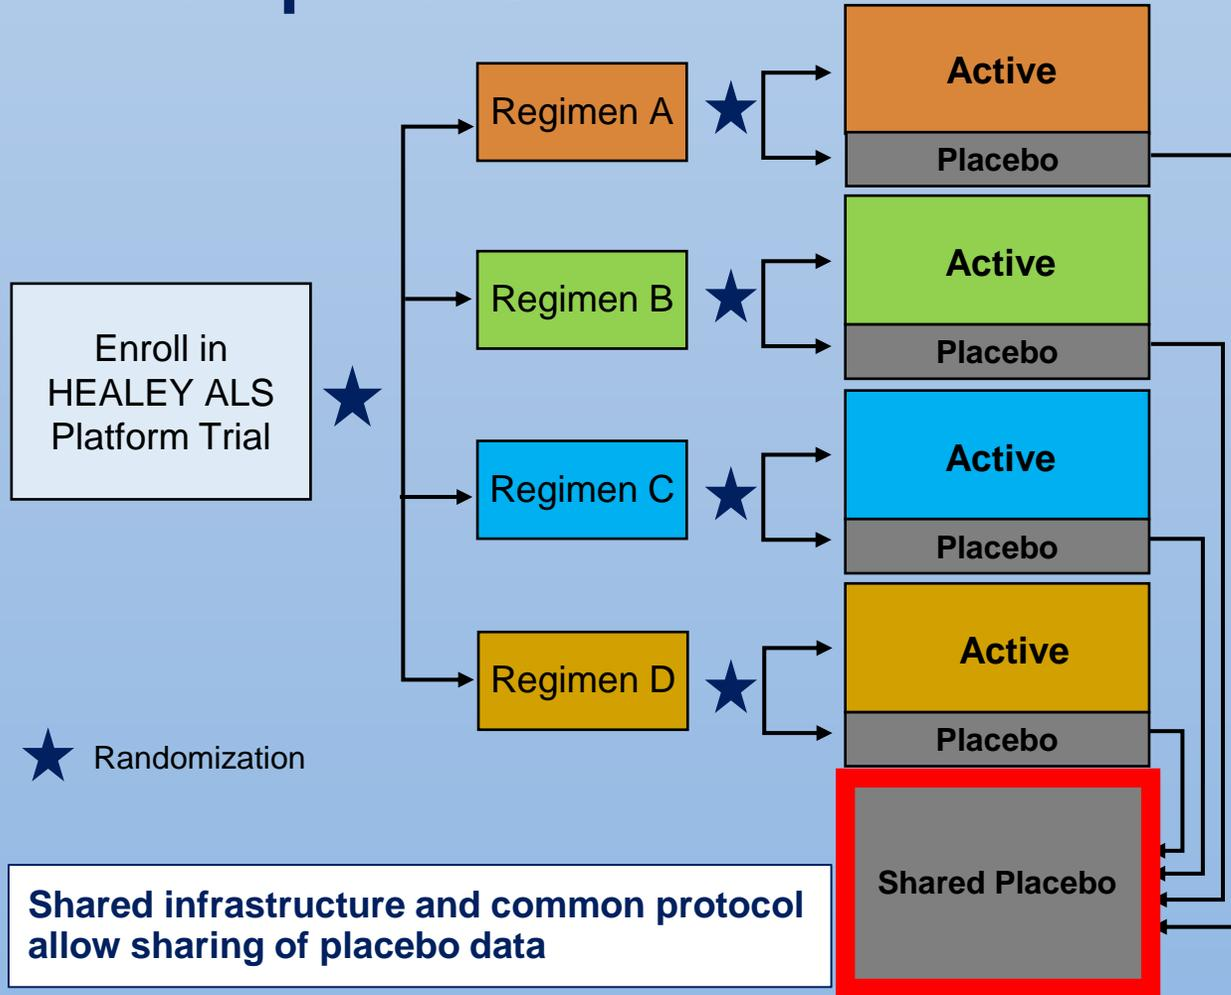 Regimen A
Active
Placebo
Regimen B
Active
Placebo
Enroll in
HEALEY ALS
Platform Trial
Regimen C
Active
Placebo
Regimen D
Active
Placebo
Randomization
Shared Placebo
Shared infrastructure and common protocol
allow sharing of placebo data